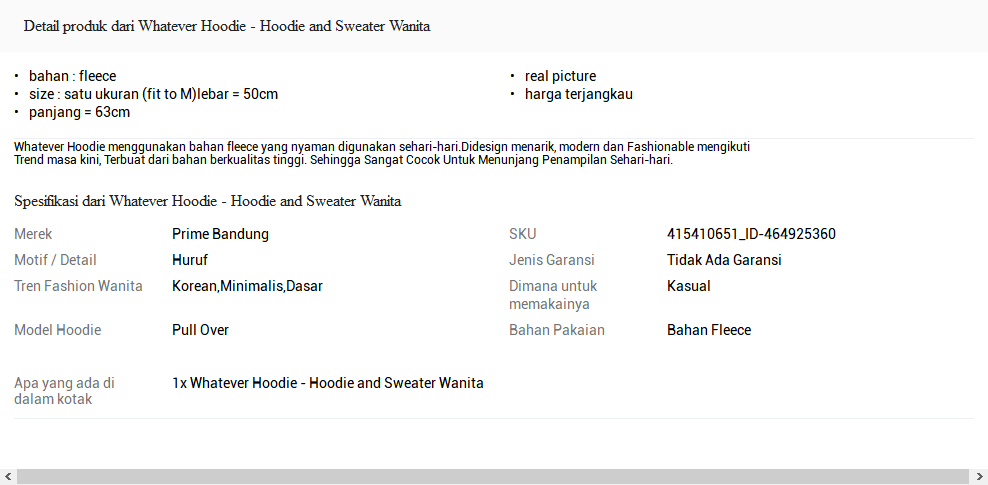 Detail produk dari Whatever Hoodie - Hoodie and Sweater Wanita
• bahan : fleece
• size : satu ukuran (fit to M)lebar = 50cm
• panjang = 63cm
• real picture
• harga terjangkau
Whatever Hoodie menggunakan bahan fleece yang nyaman digunakan sehari-hari.Didesign menarik, modern dan Fashionable mengikuti
Trend masa kini, Terbuat dari bahan berkualitas tinggi. Sehingga Sangat Cocok Untuk Menunjang Penampilan Sehari-hari.
Spesifikasi dari Whatever Hoodie - Hoodie and Sweater Wanita
Merek Prime Bandung SKU 415410651_ID-464925360
Motif / Detail Huruf Jenis Garansi Tidak Ada Garansi
Tren Fashion Wanita Korean,Minimalis,Dasar Dimana untuk Kasual
memakainya
Model Hoodie Pull Over Bahan Pakaian Bahan Fleece
Apa yang ada di 1x Whatever Hoodie - Hoodie and Sweater Wanita
dalam kotak